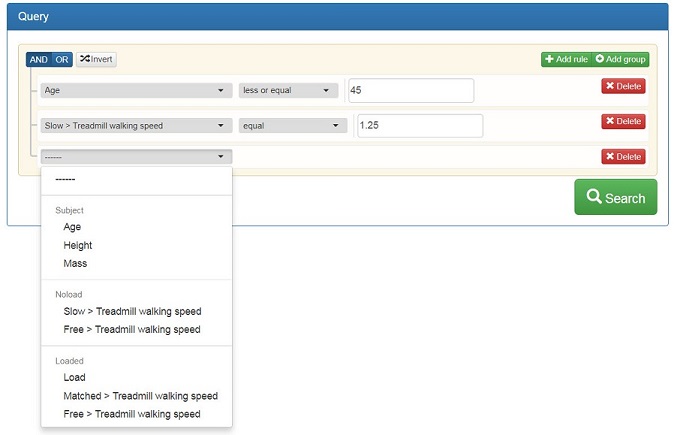 Query
AND OR Invert Add rule Add group
Age less or equal 45 Delete
Slow > Treadmill walking speed equal 1.25 Delete
------ Delete
------
Search
Subject
Age
Height
Mass
Noload
Slow > Treadmill walking speed
Free > Treadmill walking speed
Loaded
Load
Matched > Treadmill walking speed
Free > Treadmill walking speed